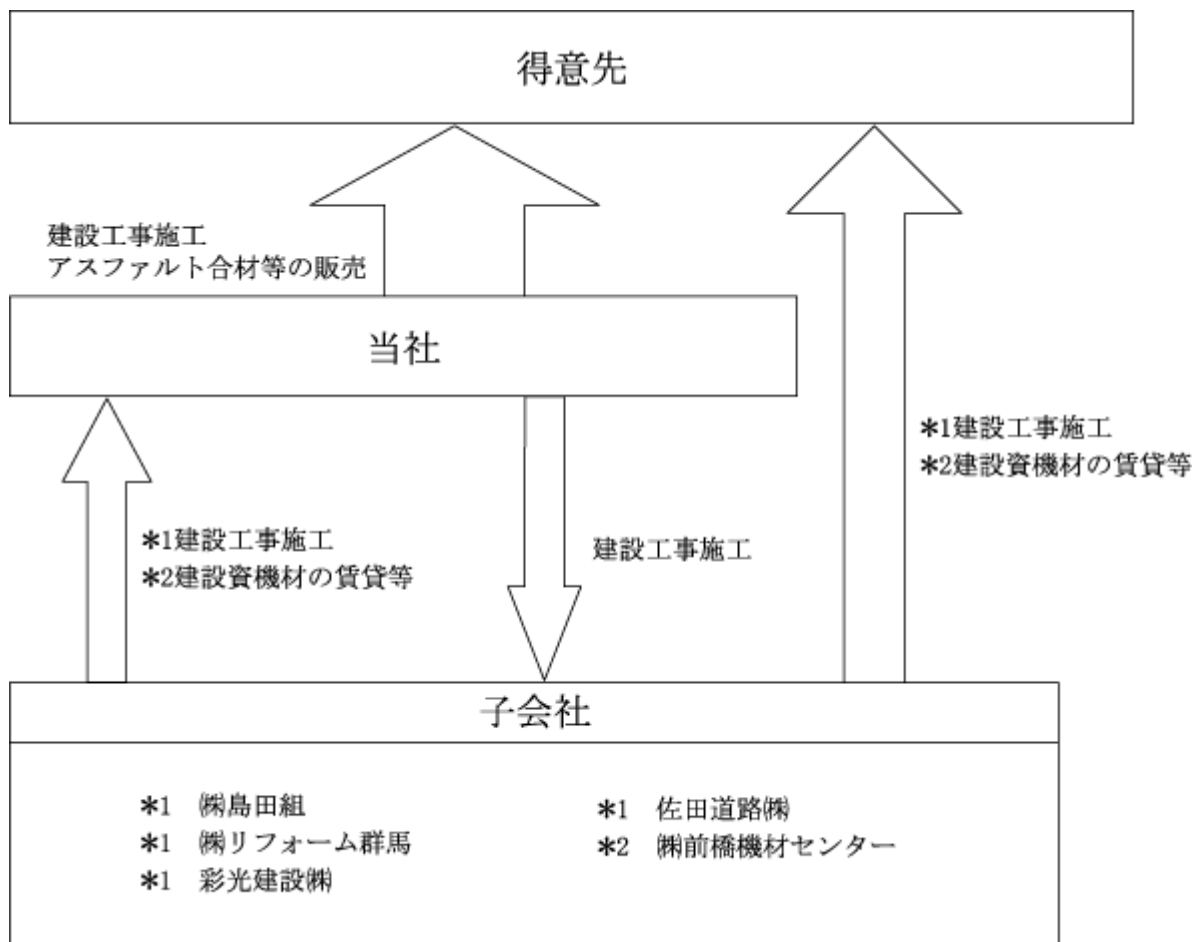 得意先
建設工事施工
アスファルト合材等の販売
当社
*1建設工事施工
*2建設資機材の賃貸等
*1建設工事施工
*2建設資機材の賃貸等
建設工事施工
子会社
*1 ㈱島田組
*1 ㈱リフォーム群馬
*1 彩光建設㈱
*1 佐田道路㈱
*2 ㈱前橋機材センター